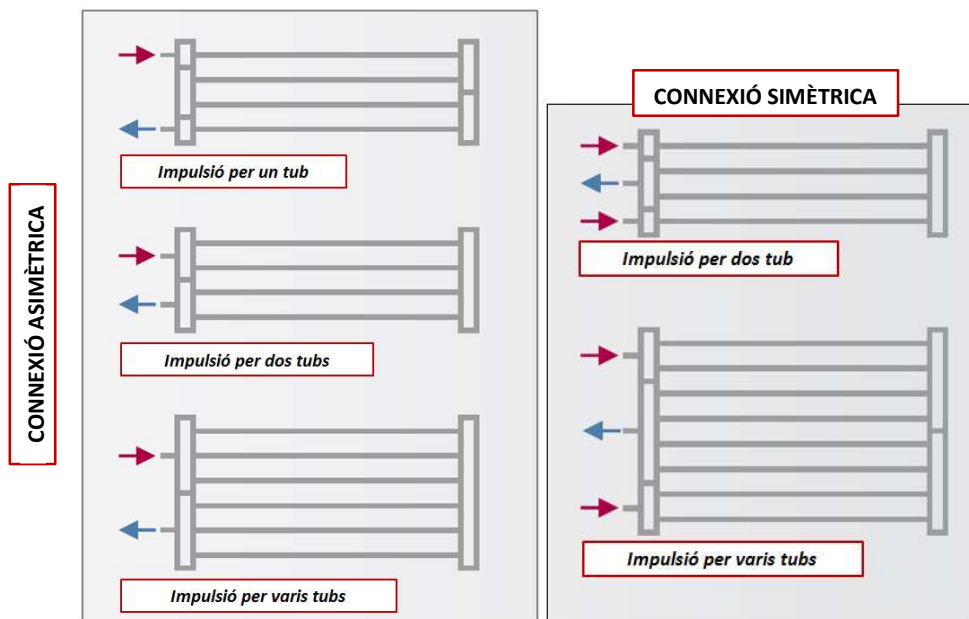 CONNEXIÓ ASIMÈTRICA
Impulsió per un tub
Impulsió per dos tubs
Impulsió per varis tubs
CONNEXIÓ SIMÈTRICA
Impulsió per dos tub
Impulsió per varis tubs